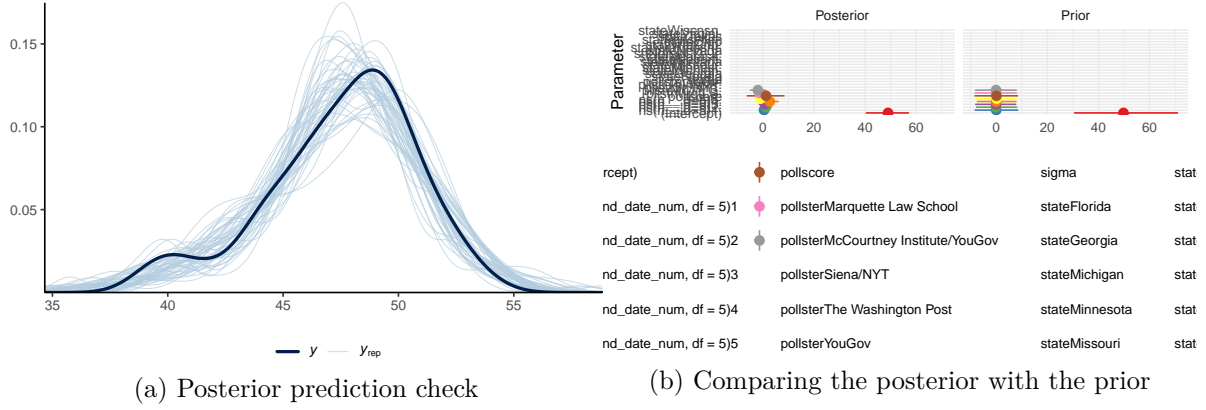 0.15
0.10
0.05
35 40 45 50 55
y y rep
(a) Posterior prediction check
Posterior Prior
Parameter
(Intercept)
0 20 40 60 0 20 40 60
rcept) pollscore sigma stat
nd_date_num, df = 5)1 pollsterMarquette Law School stateFlorida stat
nd_date_num, df = 5)2 pollsterMcCourtney Institute/YouGov stateGeorgia stat
nd_date_num, df = 5)3 pollsterSiena/NYT stateMichigan stat
nd_date_num, df = 5)4 pollsterThe Washington Post stateMinnesota stat
nd_date_num, df = 5)5 pollsterYouGov stateMissouri stat
(b) Comparing the posterior with the prior